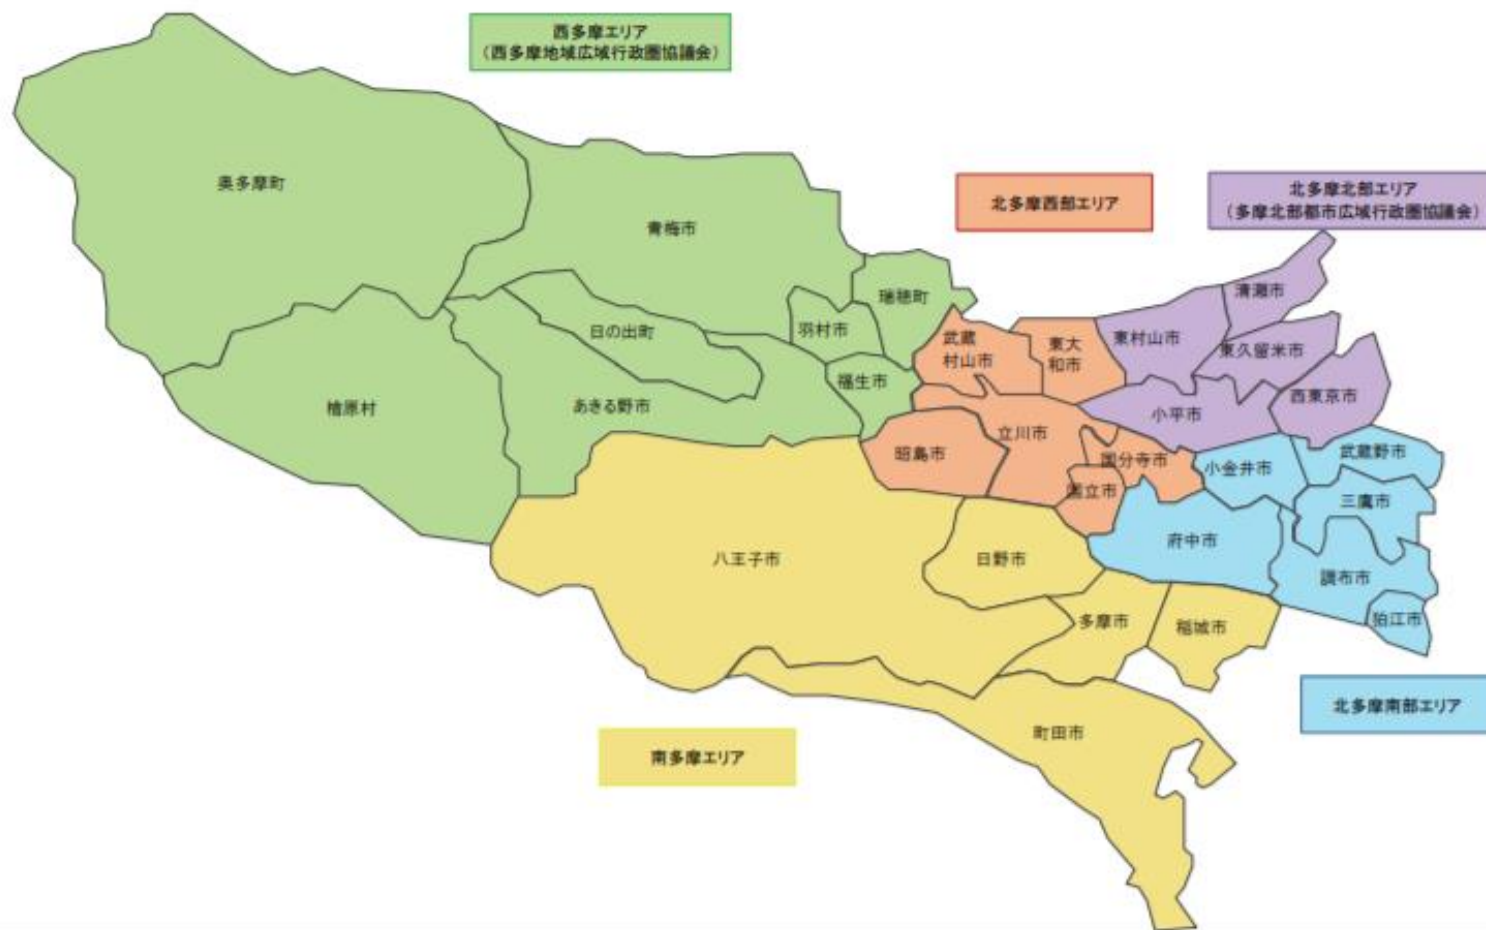 西多摩エリア
(西多摩地域広域行政圏協議会)
北多摩西部エリア
北多摩北部エリア
(多摩北部都市広域行政圏協議会)
奥多摩町
青梅市
瑞穂町
清瀬市
日の出町
羽村市
武蔵
村山市
東大
和市
東村山市
東久留米市
檜原村
あきる野市
福生市
小平市
西東京市
昭島市
立川市
国分寺市
小金井市
武蔵野市
国立市
三鷹市
八王子市
日野市
府中市
調布市
多摩市
稲城市
狛江市
北多摩南部エリア
町田市
南多摩エリア